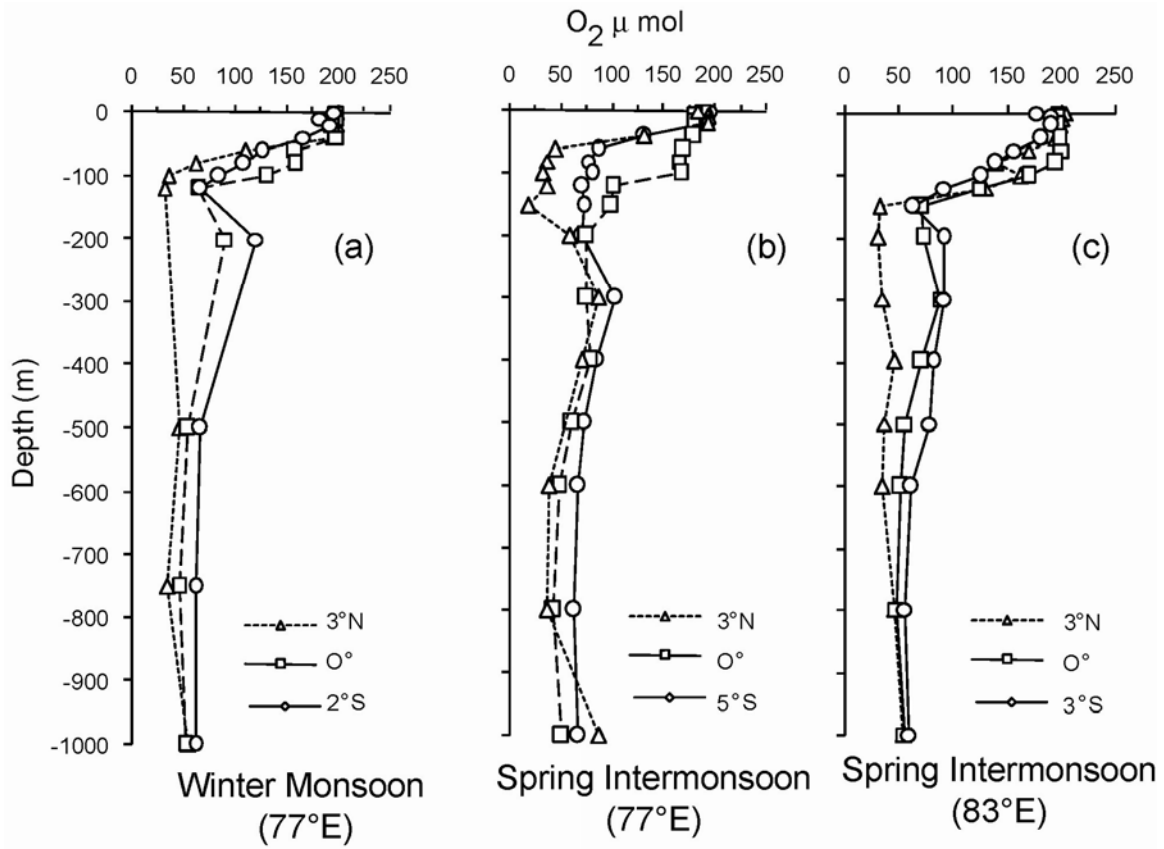 O2 μ mol
0 50 100 150 200 250
0 50 100 150 200 250
0 50 100 150 200 250
0
-100
-200
-300
-400
-500
-600
-700
-800
-900
-1000
Depth (m)
(a)
(b)
(c)
3°N
O°
2°S
3°N
O°
5°S
3°N
O°
3°S
Winter Monsoon
(77°E)
Spring Intermonsoon
(77°E)
Spring Intermonsoon
(83°E)